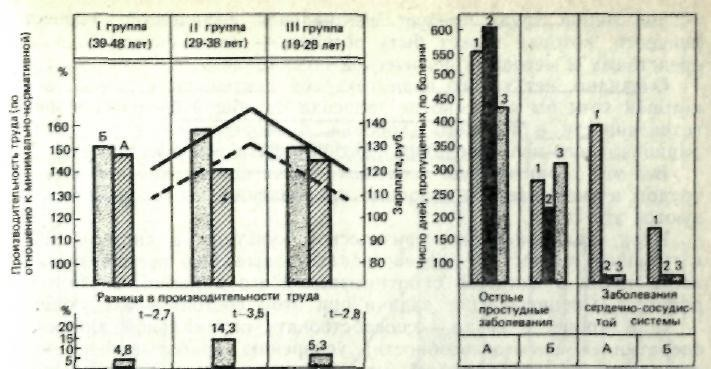 I группа
(39-48 лет)
II группа
(29-38 лет)
III группа
(19-28 лет)
Производительность труда (по
отношению к минимально-нормативной)
%
160
150
140
130
120
110
100
Б
А
140
130
120
110
100
90
80
Зарплата, руб.
Разница в производительности труда
%
20
15
10
5
t–2,7
t–3,5
t–2,8
4,8
14,3
5,3
Число дней, пропущенных по болезни
600
550
500
450
400
350
300
250
200
150
100
1
2
3
1
2
3
1
2 3
1
2 3
Острые
простудные
заболевания
Заболевания
сердечно-сосудис-
той системы
А
Б
А
Б